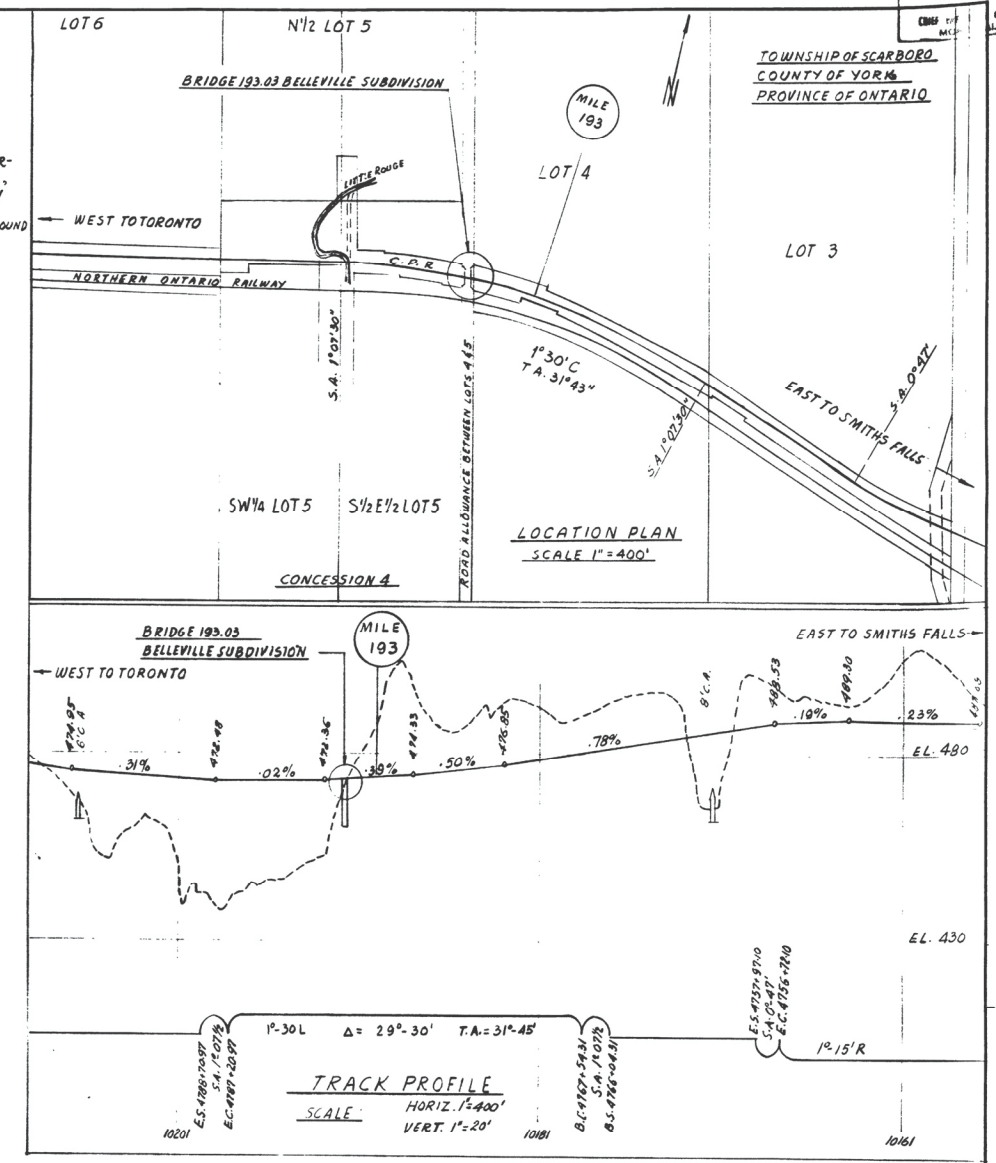 LOT 6
N'1/2 LOT 5
CHIEF
TOWNSHIP OF SCARBORO
COUNTY OF YORK
PROVINCE OF ONTARIO
BRIDGE 193.03 BELLEVILLE SUBDIVISION
N
MILE
193
LOT 4
R-
LITTLE ROUGE
OUND
WEST TO TORONTO
LOT 3
C.P.R
NORTHERN ONTARIO RAILWAY
S.A. 1°07'30"
1°30'C
T A. 31°43"
S.A 1°07'30"
S.A. 0°47'
EAST TO SMITHS FALLS
ROAD ALLOWANCE BETWEEN LOTS 4&5
SW'1/4 LOT 5
S'1/2 E'1/2 LOT 5
LOCATION PLAN
SCALE 1"=400'
CONCESSION 4
BRIDGE 193.03
BELLEVILLE SUBDIVISION
MILE
193
EAST TO SMITHS FALLS
WEST TO TORONTO
474.95
6'C.A
472.48
472.36
474.33
476.85
8'C.A.
488.53
489.30
.31%
.02%
.39%
.50%
.78%
.19%
.23%
EL. 480
EL. 430
E.S. 4788+70.97
S.A. 1°07 1/2
E.C. 4787+20.97
1°-30 L
Δ= 29°-30'
T.A.= 31°-45'
B.C. 4767+54.31
S.A. 1°07 1/2
B.S. 4766+04.31
E.S. 4757+97.10
S.A. 0°-47'
E.C. 4756+72.10
1°-15'R
TRACK PROFILE
SCALE
HORIZ. 1"=400'
VERT. 1"=20'
10201
10181
10161